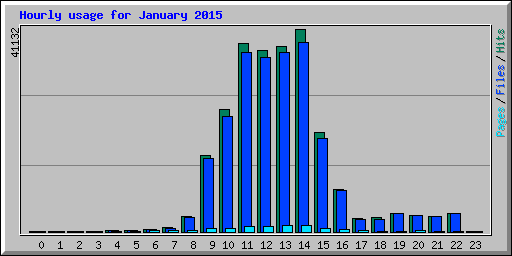 Hourly usage for January 2015
41132
Pages/Files/Hits
0 1 2 3 4 5 6 7 8 9 10 11 12 13 14 15 16 17 18 19 20 21 22 23